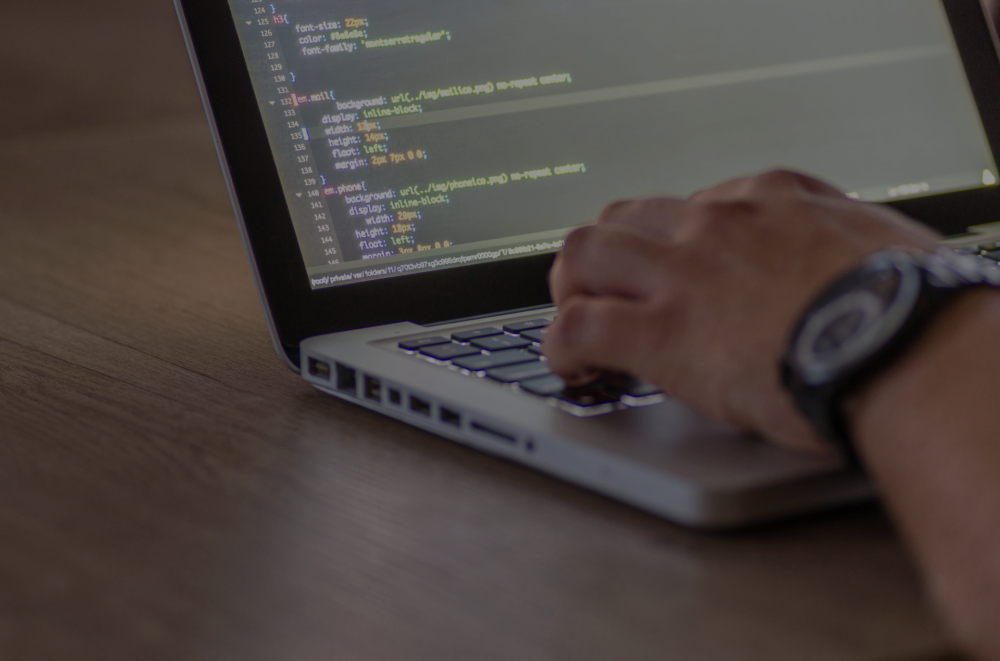 124 }
125 h3{
126 font-size: 22px;
127 color: #8e8e8e;
128 font-family: 'montserratregular';
129
130 }
131
132 em.mail{
133 background: url(../img/mailico.png) no-repeat center;
134 display: inline-block;
135 width: 12px;
136 height: 14px;
137 float: left;
138 margin: 2px 7px 0 0;
139 }
140 em.phone{
141 background: url(../img/phoneico.png) no-repeat center;
142 display: inline-block;
143 width: 20px;
144 height: 18px;
145 float: left;
146 margin: 3px 8px 0 0;
(root)/ private/ var/ folders/ f1/